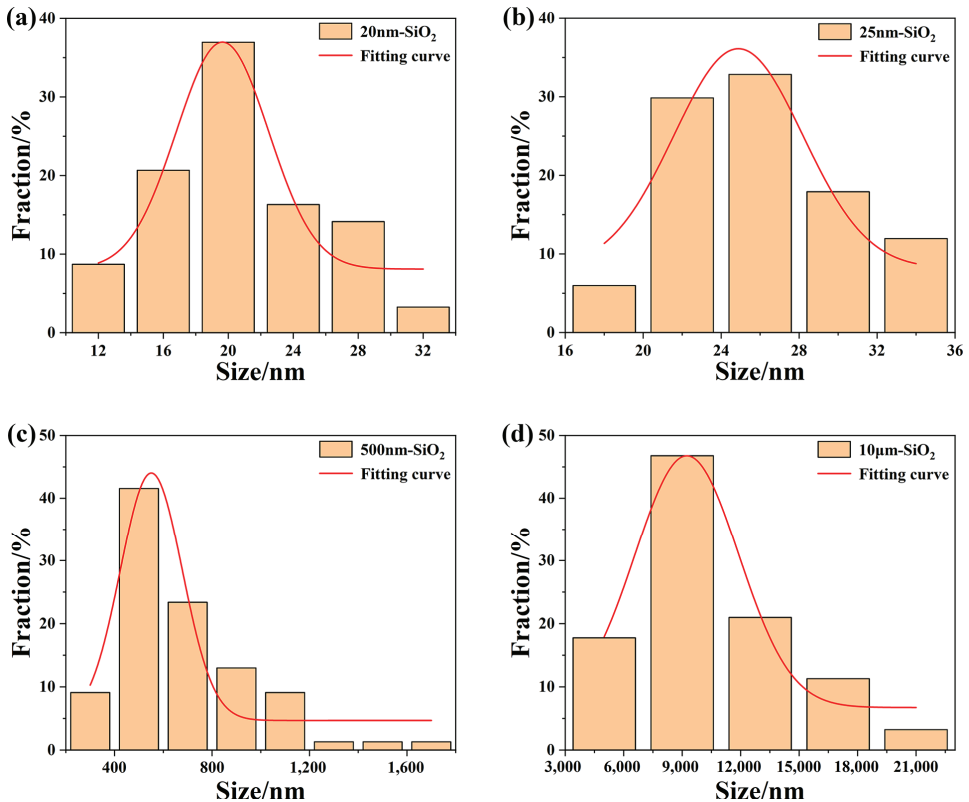 (a)
40
30
20
10
0
Fraction/%
20nm-SiO₂
Fitting curve
12 16 20 24 28 32
Size/nm
(b)
40
30
20
10
0
Fraction/%
25nm-SiO₂
Fitting curve
16 20 24 28 32 36
Size/nm
(c)
50
40
30
20
10
0
Fraction/%
500nm-SiO₂
Fitting curve
400 800 1,200 1,600
Size/nm
(d)
50
40
30
20
10
0
Fraction/%
10μm-SiO₂
Fitting curve
3,000 6,000 9,000 12,000 15,000 18,000 21,000
Size/nm